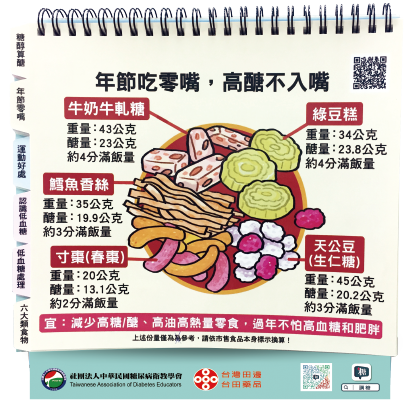 年節吃零嘴，高醣不入嘴
糖醇算醣
年節零嘴
運動好處
認識低血糖
低血糖處理
六大類食物
牛奶牛軋糖
重量：43公克
醣量：23公克
約4分滿飯量
綠豆糕
重量：34公克
醣量：23.8公克
約4分滿飯量
鱈魚香絲
重量：35公克
醣量：19.9公克
約3分滿飯量
寸棗(春棗)
重量：20公克
醣量：13.1公克
約2分滿飯量
天公豆
(生仁糖)
重量：45公克
醣量：20.2公克
約3分滿飯量
宜：減少高糖/醣、高油高熱量零食，過年不怕高血糖和肥胖
上述份量僅為參考，請依市售食品本身標示換算！
社團法人中華民國糖尿病衛教學會
Taiwanese Association of Diabetes Educators
台灣田邊
台田藥品
醣
調糖